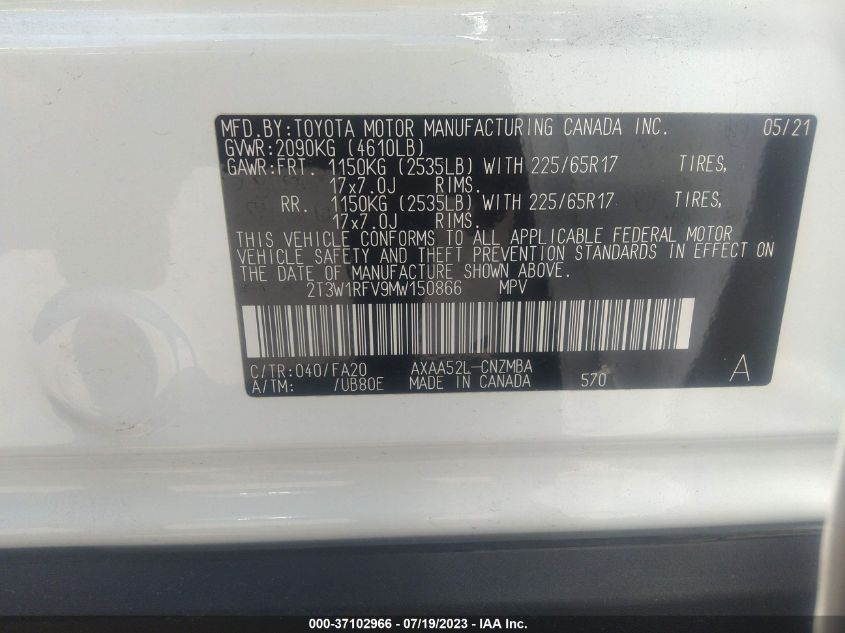 MFD.BY:TOYOTA MOTOR MANUFACTURING CANADA INC. 05/21
GVWR:2090KG (4610LB)
GAWR:FRT. 1150KG (2535LB) WITH 225/65R17 TIRES,
17x7.0J RIMS.
RR. 1150KG (2535LB) WITH 225/65R17 TIRES,
17x7.0J RIMS.
THIS VEHICLE CONFORMS TO ALL APPLICABLE FEDERAL MOTOR
VEHICLE SAFETY AND THEFT PREVENTION STANDARDS IN EFFECT ON
THE DATE OF MANUFACTURE SHOWN ABOVE.
2T3W1RFV9MW150866 MPV
C/TR:040/FA20 AXAA52L-CNZMBA
A/TM: /UB80E MADE IN CANADA 570 A
000-37102966 - 07/19/2023 - IAA Inc.